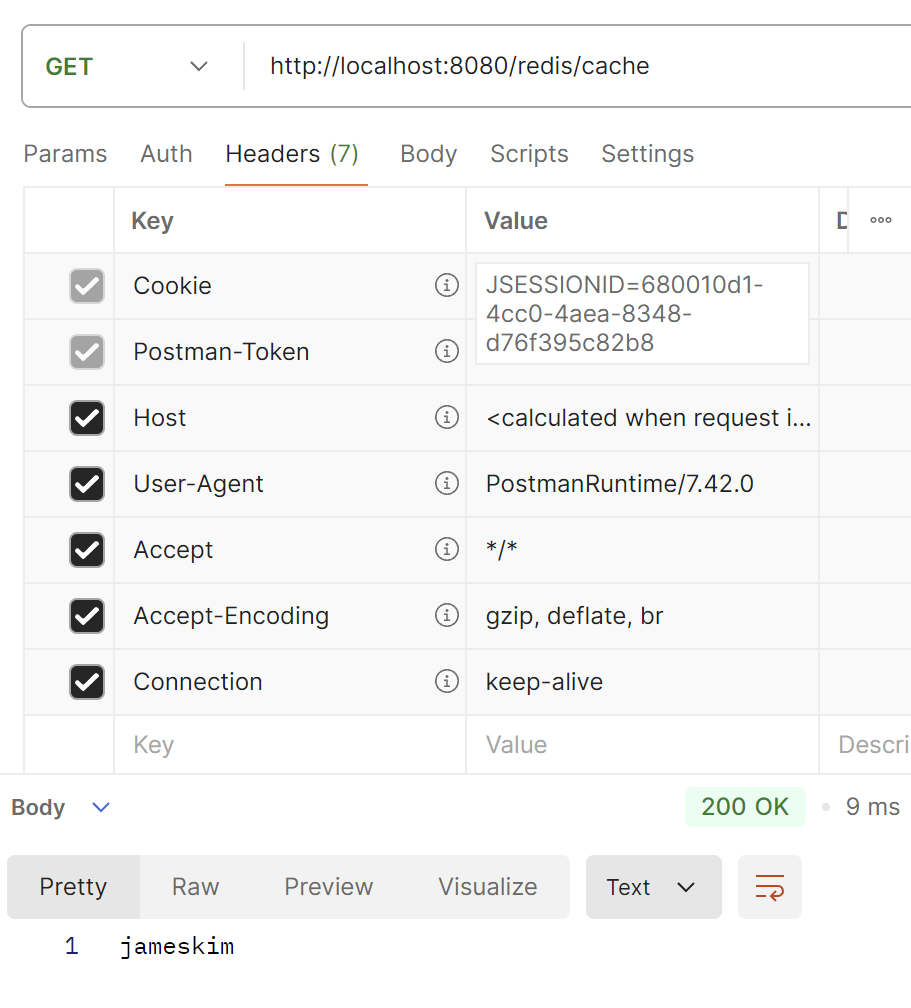 GET http://localhost:8080/redis/cache
Params Auth Headers (7) Body Scripts Settings
Key Value
Cookie JSESSIONID=680010d1-
4cc0-4aea-8348-
d76f395c82b8
Postman-Token
Host <calculated when request i...
User-Agent PostmanRuntime/7.42.0
Accept */*
Accept-Encoding gzip, deflate, br
Connection keep-alive
Key Value Descri
Body 200 OK 9 ms
Pretty Raw Preview Visualize Text
1 jameskim